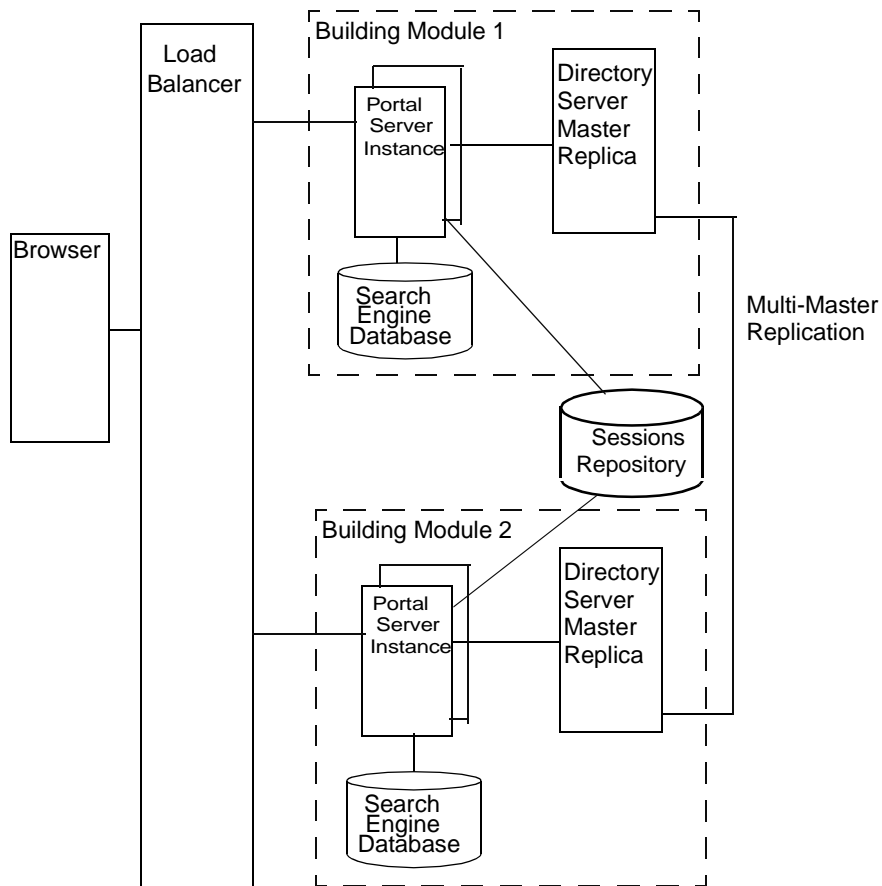 Building Module 1
Load
Balancer
Portal
Server
Instance
Directory
Server
Master
Replica
Browser
Search
Engine
Database
Multi-Master
Replication
Sessions
Repository
Building Module 2
Portal
Server
Instance
Directory
Server
Master
Replica
Search
Engine
Database